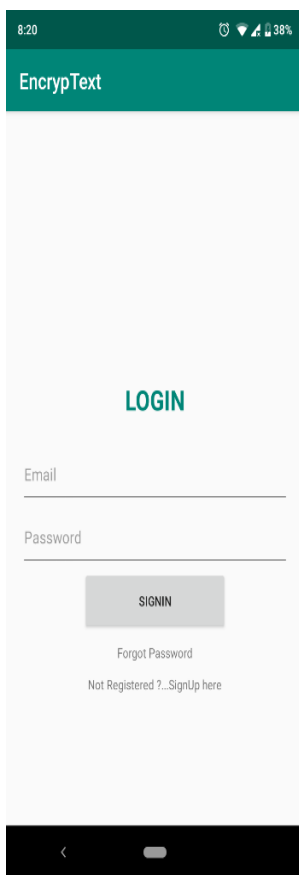 8:20 38%
EncrypText
LOGIN
Email
Password
SIGNIN
Forgot Password
Not Registered ?...SignUp here